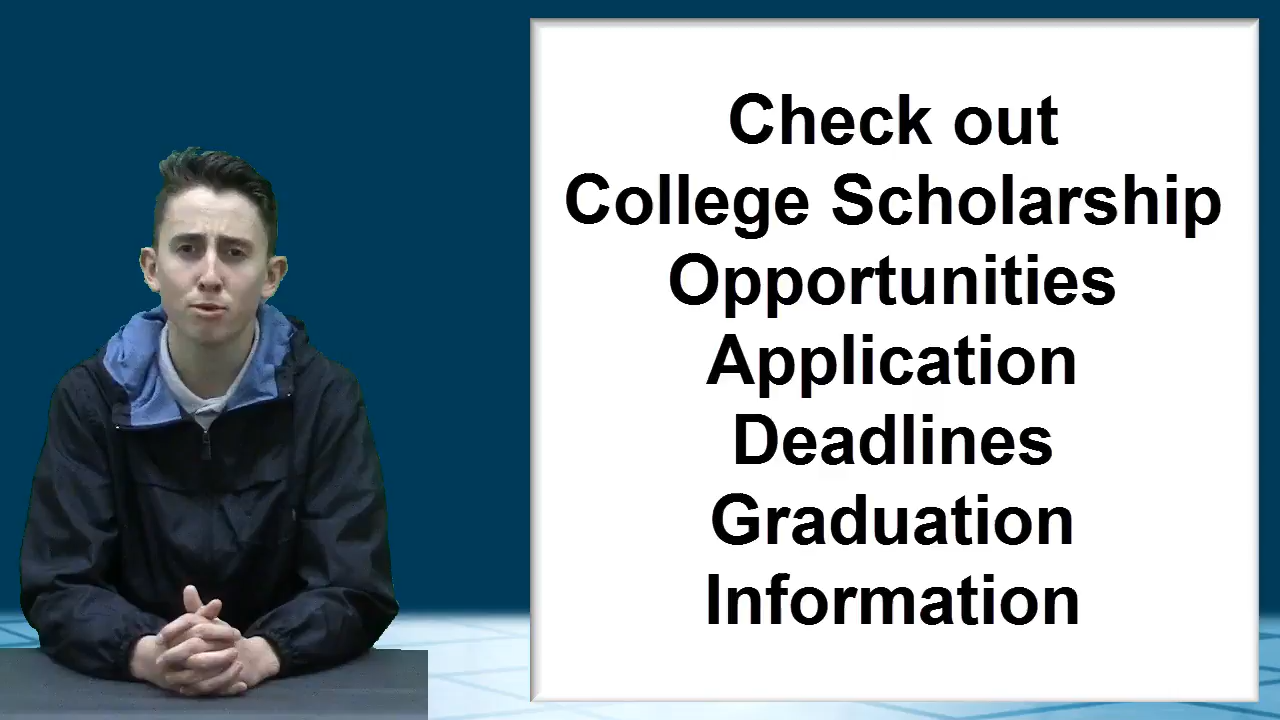 Check out
College Scholarship
Opportunities
Application
Deadlines
Graduation
Information